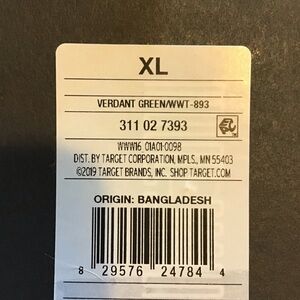 XL
VERDANT GREEN/WWT-893
311 02 7393
WWW16 01A01-0098
DIST. BY TARGET CORPORATION, MPLS., MN 55403
©2019 TARGET BRANDS, INC. SHOP TARGET.COM
ORIGIN: BANGLADESH
8 29576 24784 4